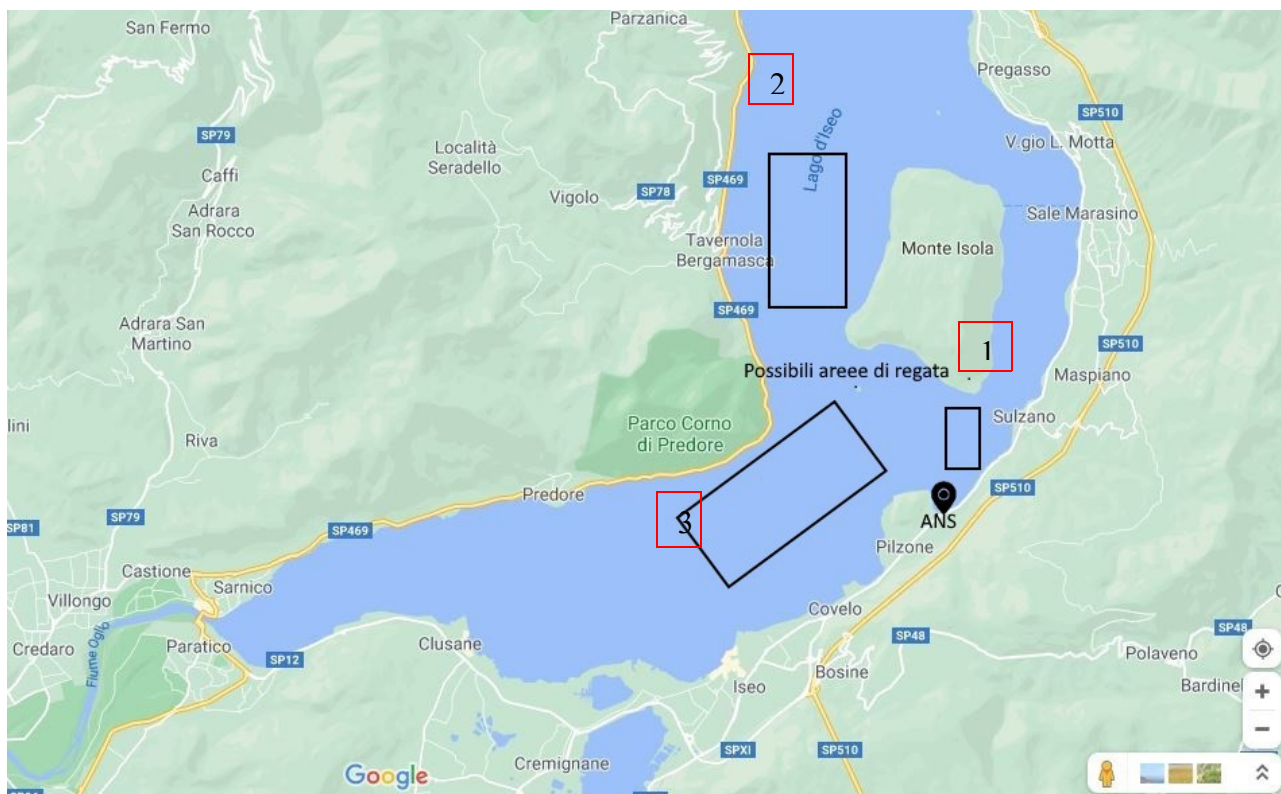 Parzanica
San Fermo
2
Pregasso
SP510
Lago d'Iseo
SP79
V.gio L. Motta
Località
Seradello
Caffi
SP469
SP78
Vigolo
Adrara
San Rocco
Sale Marasino
Tavernola
Bergamasca
Monte Isola
SP469
Adrara San
Martino
1
SP510
Possibili areee di regata
Maspiano
Sulzano
lini
Parco Corno
di Predore
Riva
Predore
SP510
3
ANS
SP79
SP81
SP469
Pilzone
Castione
Sarnico
Villongo
Covelo
Fiume Oglio
Credaro
Paratico
Clusane
SP48
SP48
SP12
Polaveno
Bosine
Iseo
Bardinel
SPXI
SP510
Cremignane
Google